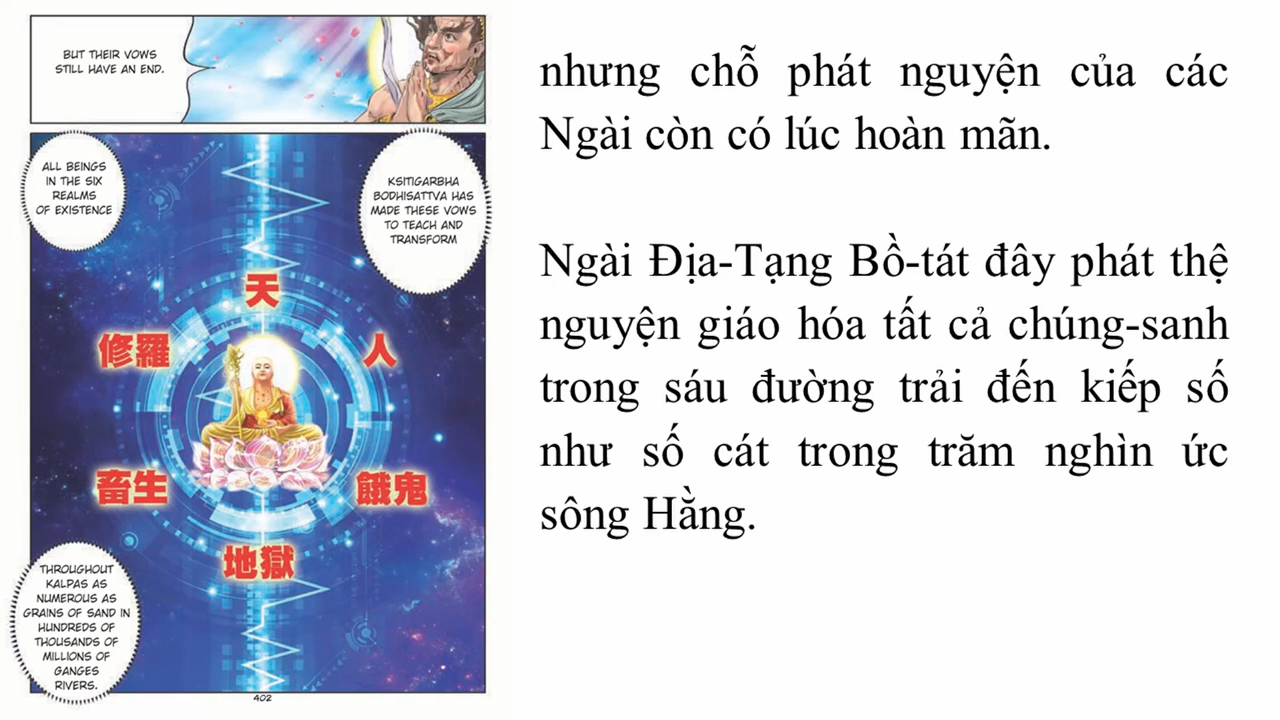 BUT THEIR VOWS
STILL HAVE AN END.
KSITIGARBHA
BODHISATTVA HAS
MADE THESE VOWS
TO TEACH AND
TRANSFORM
ALL BEINGS
IN THE SIX
REALMS
OF EXISTENCE
天
修羅
人
畜生
餓鬼
地獄
THROUGHOUT
KALPAS AS
NUMEROUS AS
GRAINS OF SAND IN
HUNDREDS OF
THOUSANDS OF
MILLIONS OF
GANGES
RIVERS.
402
nhưng chỗ phát nguyện của các
Ngài còn có lúc hoàn mãn.
Ngài Địa-Tạng Bồ-tát đây phát thệ
nguyện giáo hóa tất cả chúng-sanh
trong sáu đường trải đến kiếp số
như số cát trong trăm nghìn ức
sông Hằng.